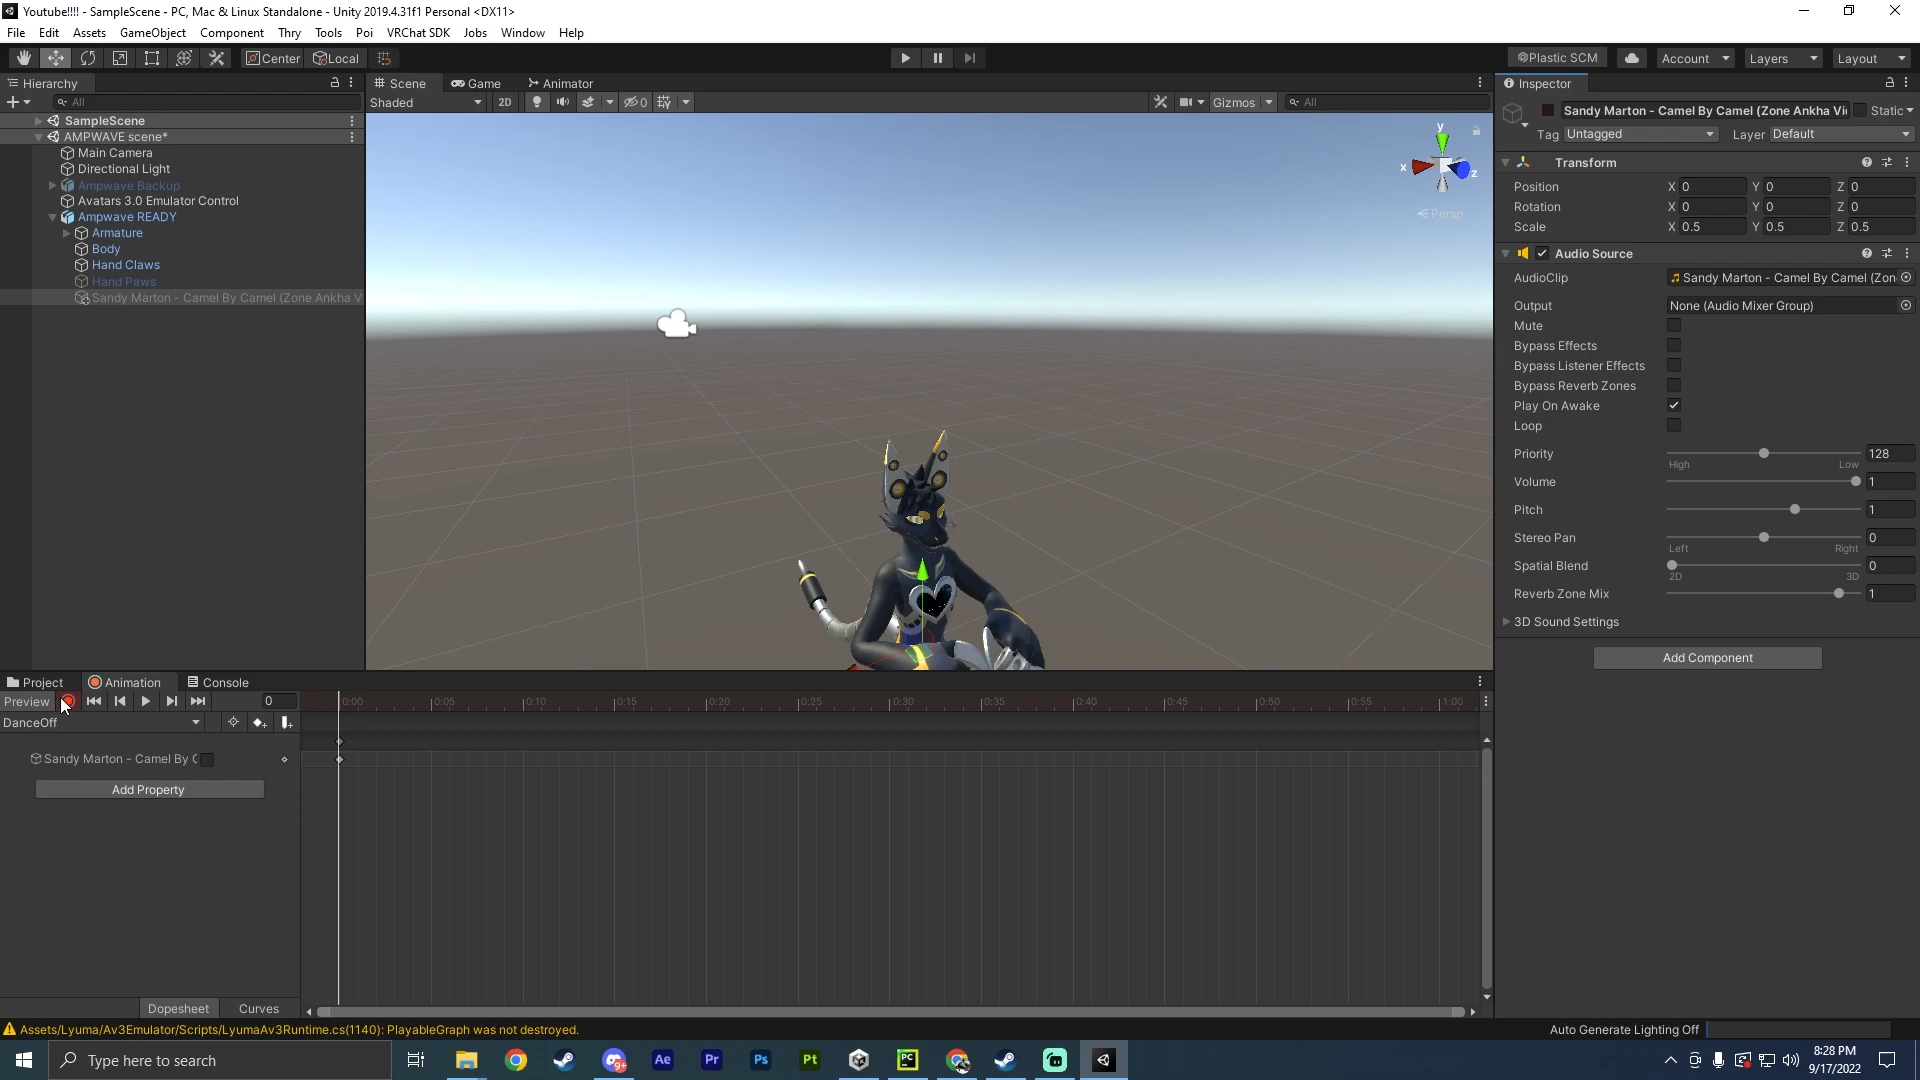 Youtube!!!! - SampleScene - PC, Mac & Linux Standalone - Unity 2019.4.31f1 Personal <DX11>
File Edit Assets GameObject Component Thry Tools Poi VRChat SDK Jobs Window Help
Center Local Plastic SCM Account Layers Layout
Hierarchy
All
SampleScene
AMPWAVE scene*
Main Camera
Directional Light
Ampwave Backup
Avatars 3.0 Emulator Control
Ampwave READY
Armature
Body
Hand Claws
Hand Paws
Sandy Marton - Camel By Camel (Zone Ankha V
Scene Game Animator
Shaded 2D 0 Gizmos All
y
x
z
Persp
Inspector
Sandy Marton - Camel By Camel (Zone Ankha Vi Static
Tag Untagged Layer Default
Transform
Position X 0 Y 0 Z 0
Rotation X 0 Y 0 Z 0
Scale X 0.5 Y 0.5 Z 0.5
Audio Source
AudioClip Sandy Marton - Camel By Camel (Zon
Output None (Audio Mixer Group)
Mute
Bypass Effects
Bypass Listener Effects
Bypass Reverb Zones
Play On Awake
Loop
Priority 128
High Low
Volume 1
Pitch 1
Stereo Pan 0
Left Right
Spatial Blend 0
2D 3D
Reverb Zone Mix 1
3D Sound Settings
Add Component
Project Animation Console
Preview 0
0:00 0:05 0:10 0:15 0:20 0:25 0:30 0:35 0:40 0:45 0:50 0:55 1:00
DanceOff
Sandy Marton - Camel By C
Add Property
Dopesheet Curves
Assets/Lyuma/Av3Emulator/Scripts/LyumaAv3Runtime.cs(1140): PlayableGraph was not destroyed.
Auto Generate Lighting Off
Type here to search
9+
Ae
Pr
Ps
Pt
PC
8:28 PM
9/17/2022